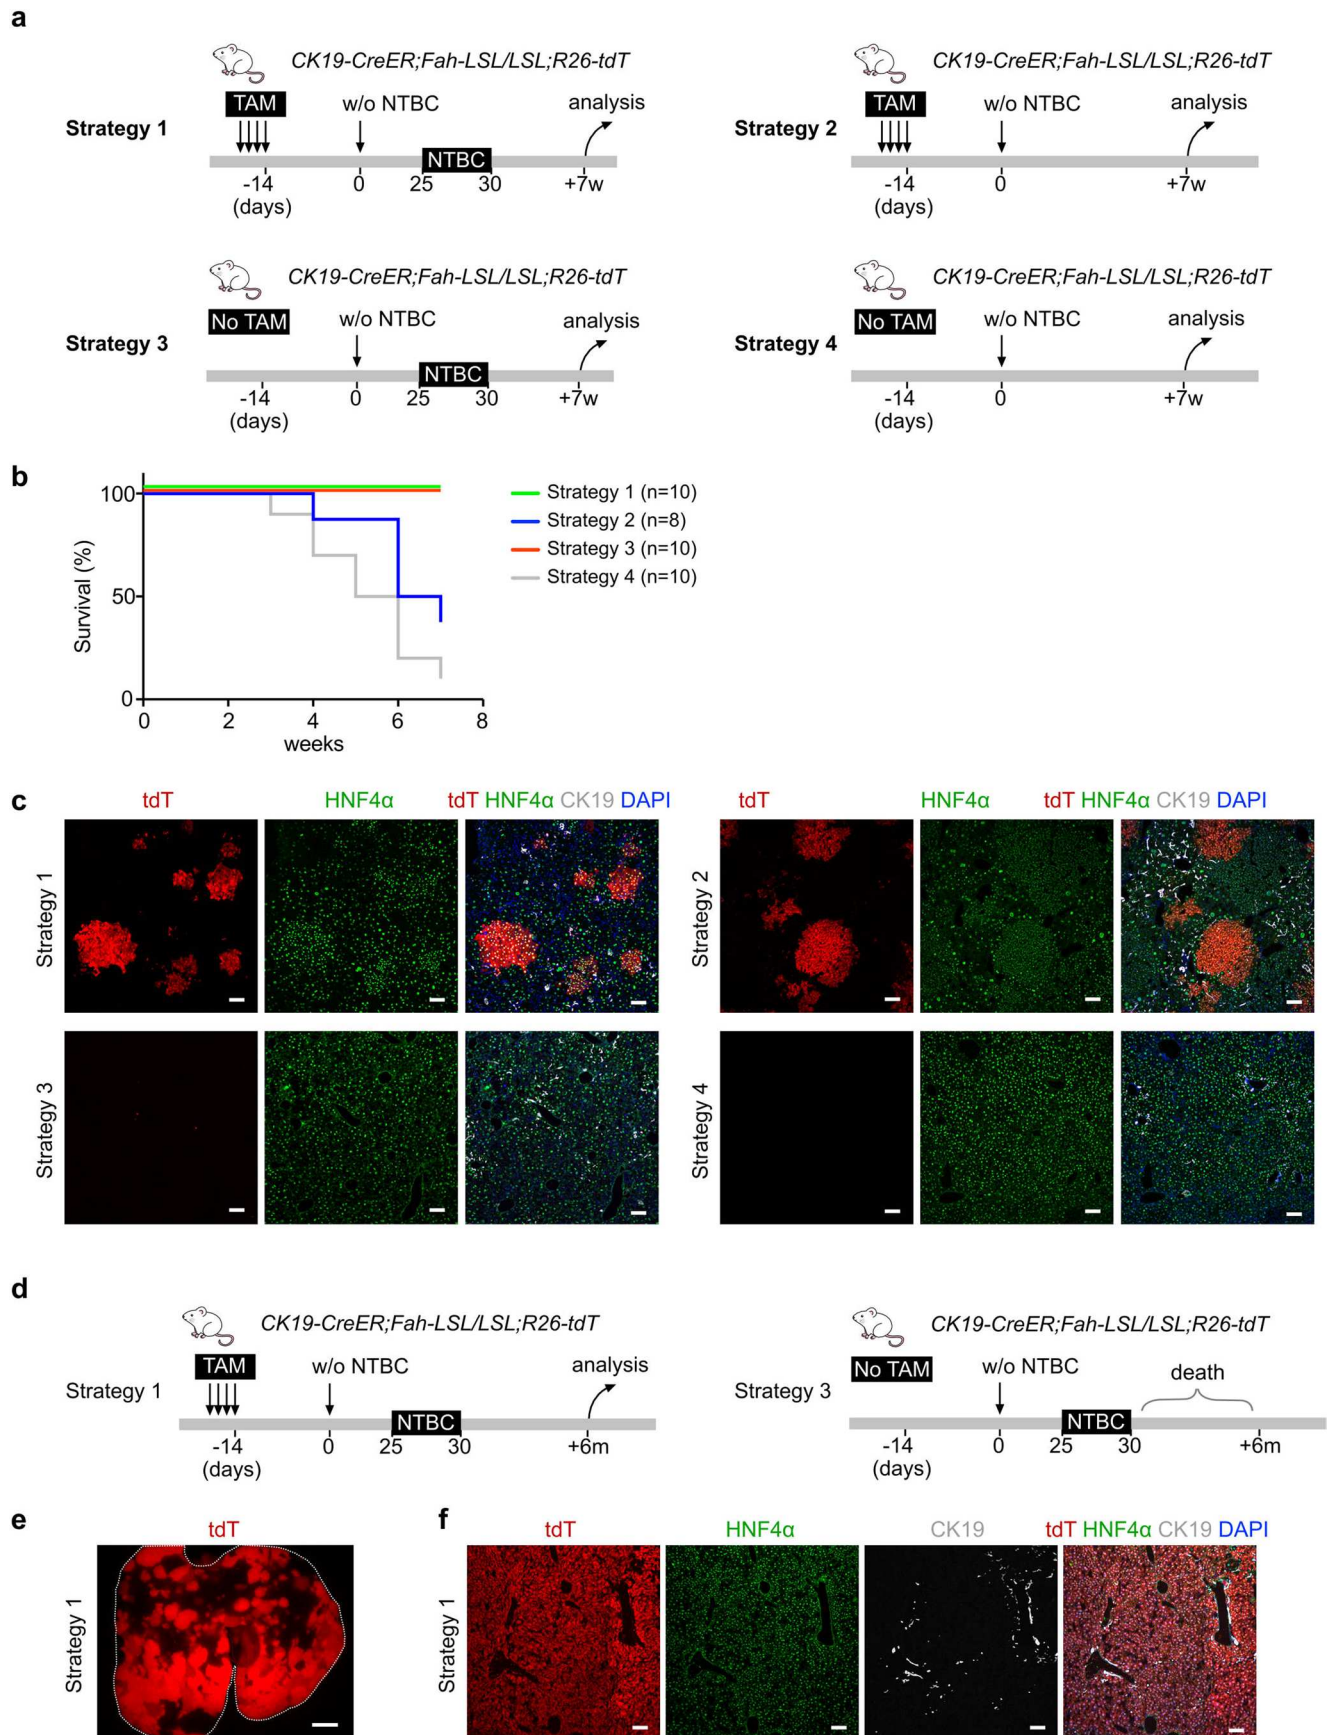 a
CK19-CreER;Fah-LSL/LSL;R26-tdT
TAM
w/o NTBC
analysis
Strategy 1
NTBC
-14
0
25
30
+7w
(days)
CK19-CreER;Fah-LSL/LSL;R26-tdT
TAM
w/o NTBC
analysis
Strategy 2
-14
0
+7w
(days)
CK19-CreER;Fah-LSL/LSL;R26-tdT
No TAM
w/o NTBC
analysis
Strategy 3
NTBC
-14
0
25
30
+7w
(days)
CK19-CreER;Fah-LSL/LSL;R26-tdT
No TAM
w/o NTBC
analysis
Strategy 4
-14
0
+7w
(days)
b
Survival (%)
100
50
0
0 2 4 6 8
weeks
Strategy 1 (n=10)
Strategy 2 (n=8)
Strategy 3 (n=10)
Strategy 4 (n=10)
c
tdT HNF4α tdT HNF4α CK19 DAPI
Strategy 1
tdT HNF4α tdT HNF4α CK19 DAPI
Strategy 2
Strategy 3
Strategy 4
d
CK19-CreER;Fah-LSL/LSL;R26-tdT
TAM
w/o NTBC
analysis
Strategy 1
NTBC
-14
0
25
30
+6m
(days)
CK19-CreER;Fah-LSL/LSL;R26-tdT
No TAM
w/o NTBC
death
Strategy 3
NTBC
-14
0
25
30
+6m
(days)
e
tdT
Strategy 1
f
tdT HNF4α CK19 tdT HNF4α CK19 DAPI
Strategy 1